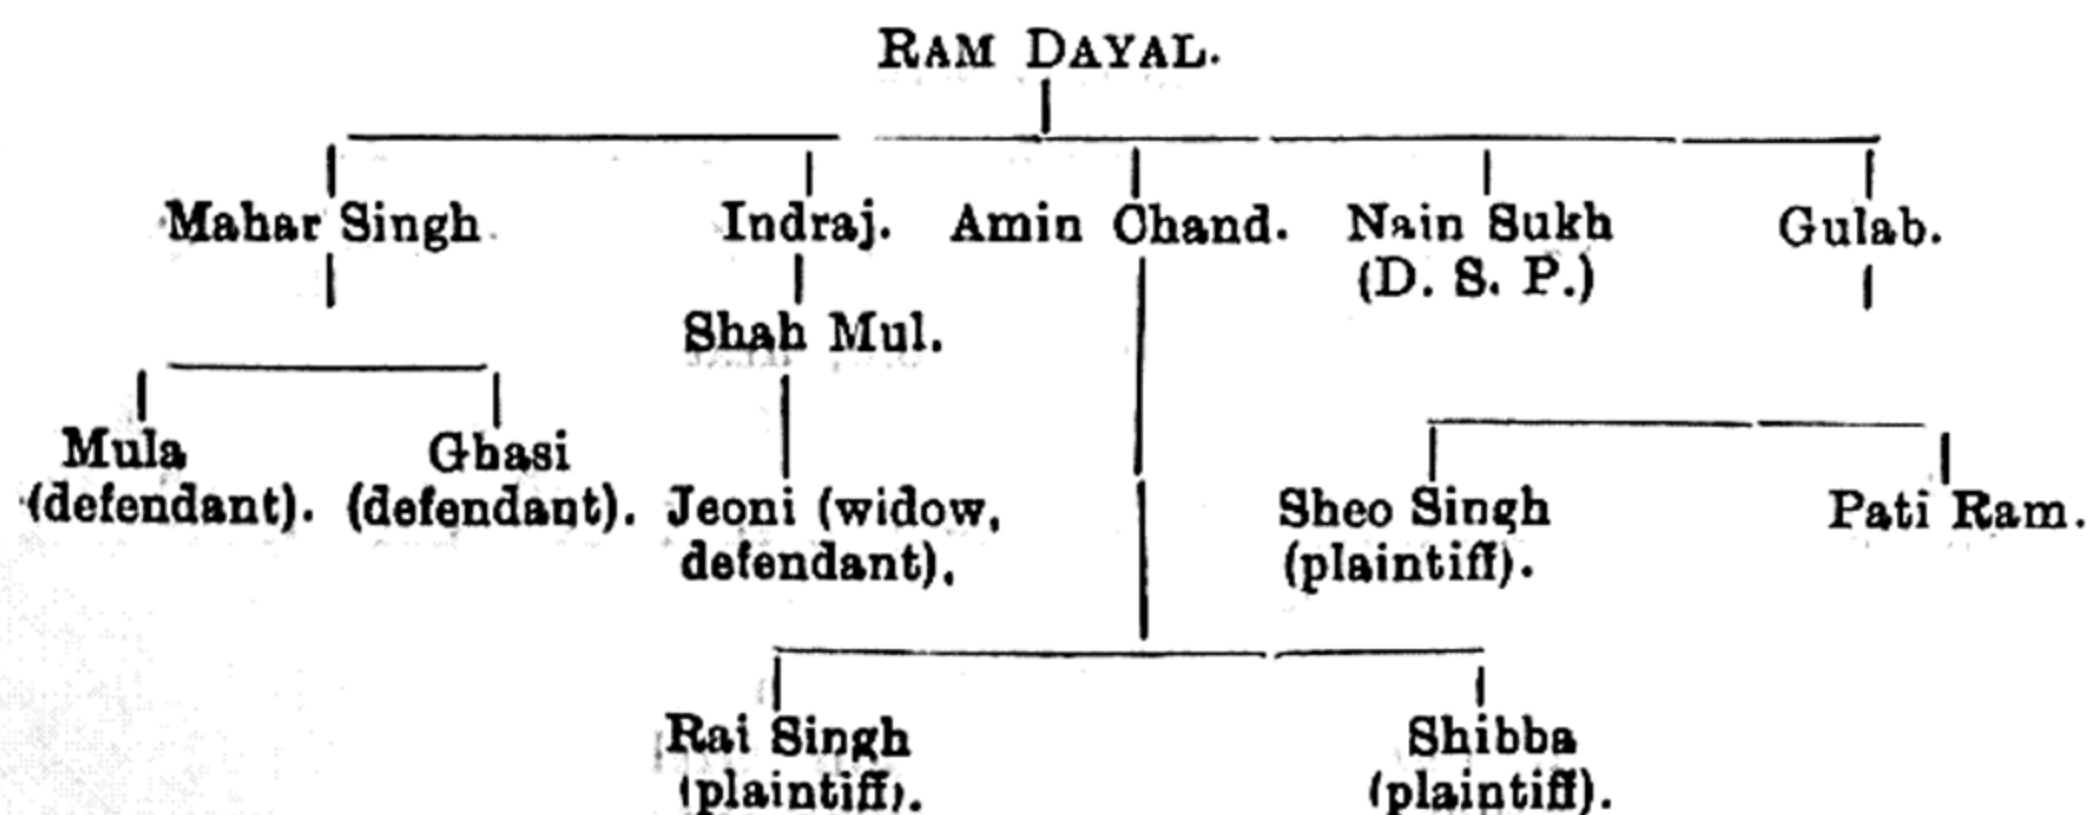 RAM DAYAL.
Mahar Singh Indraj. Amin Chand. Nain Sukh Gulab.
(D. S. P.)
Shah Mul.
Mula Ghasi
(defendant). (defendant). Jeoni (widow, Sheo Singh Pati Ram.
defendant). (plaintiff).
Rai Singh Shibba
(plaintiff). (plaintiff).